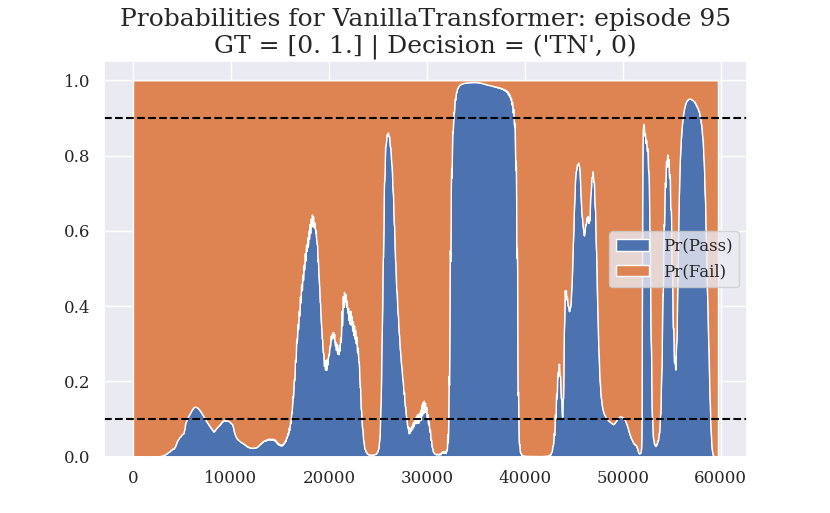 Probabilities for VanillaTransformer: episode 95
GT = [0. 1.] | Decision = ('TN', 0)
1.0
0.8
0.6
0.4
0.2
0.0
Pr(Pass)
Pr(Fail)
0 10000 20000 30000 40000 50000 60000